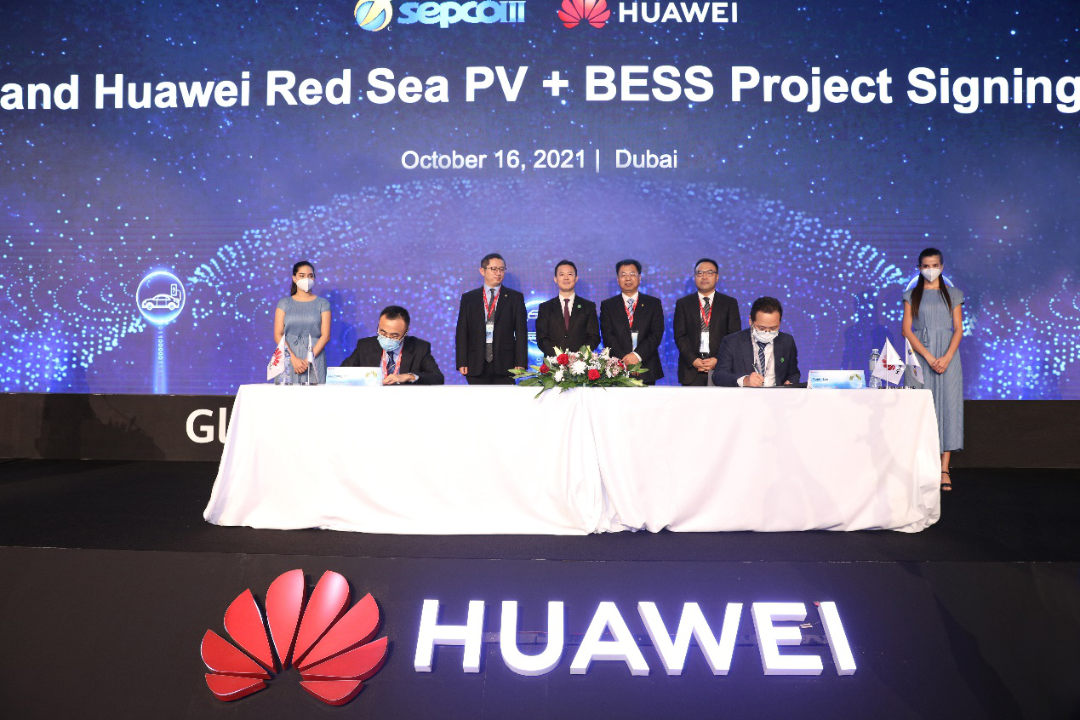 SEPCOIII HUAWEI
and Huawei Red Sea PV + BESS Project Signing
October 16, 2021 | Dubai
Gl
HUAWEI